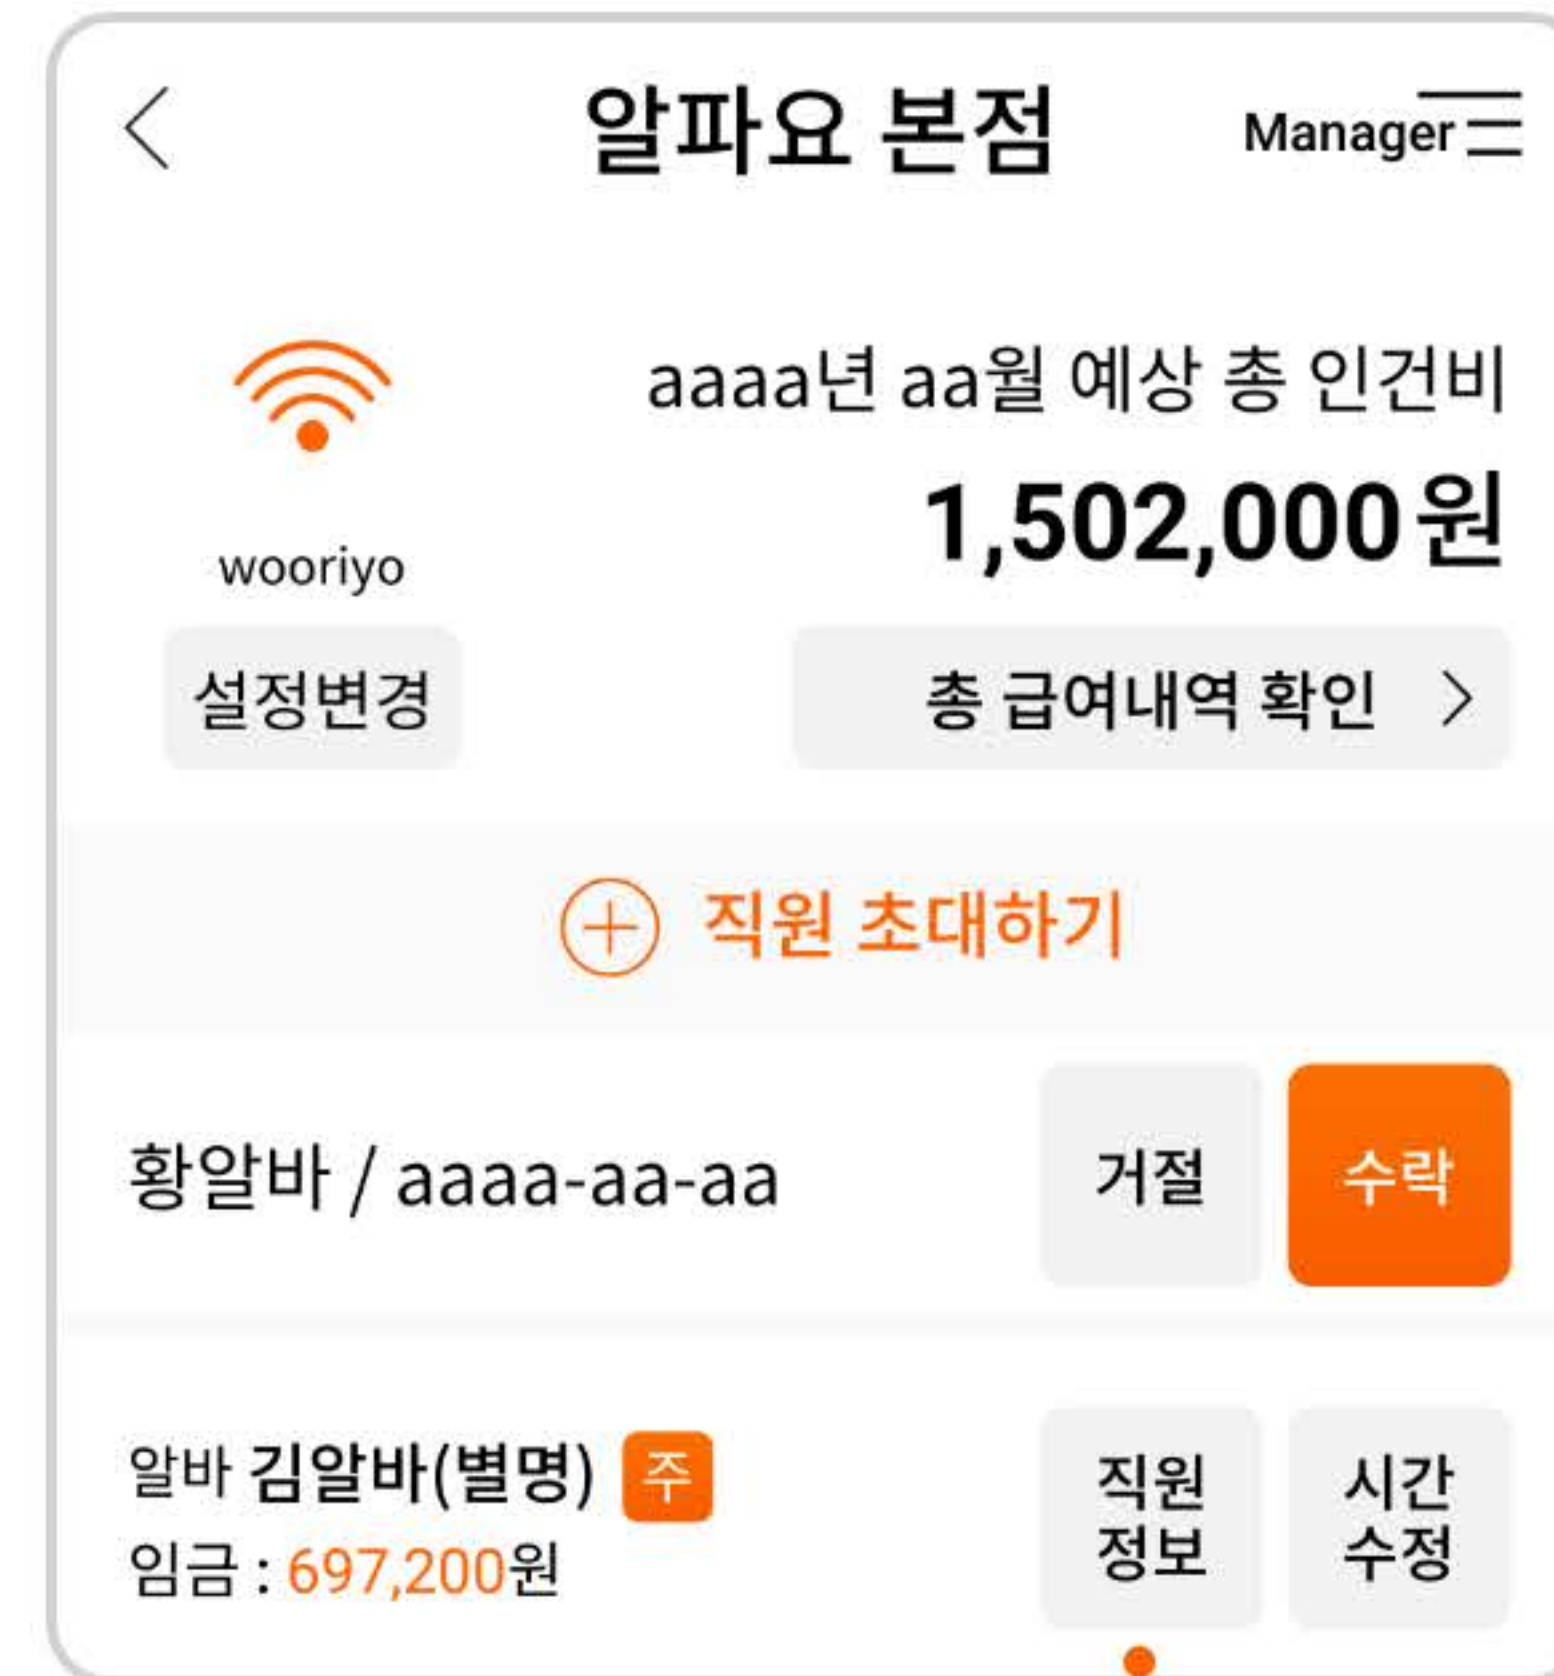 알파요 본점
Manager
aaaa년 aa월 예상 총 인건비
1,502,000원
wooriyo
설정변경
총 급여내역 확인
직원 초대하기
황알바 / aaaa-aa-aa
거절
수락
알바 김알바(별명) 주
임금 : 697,200원
직원
정보
시간
수정